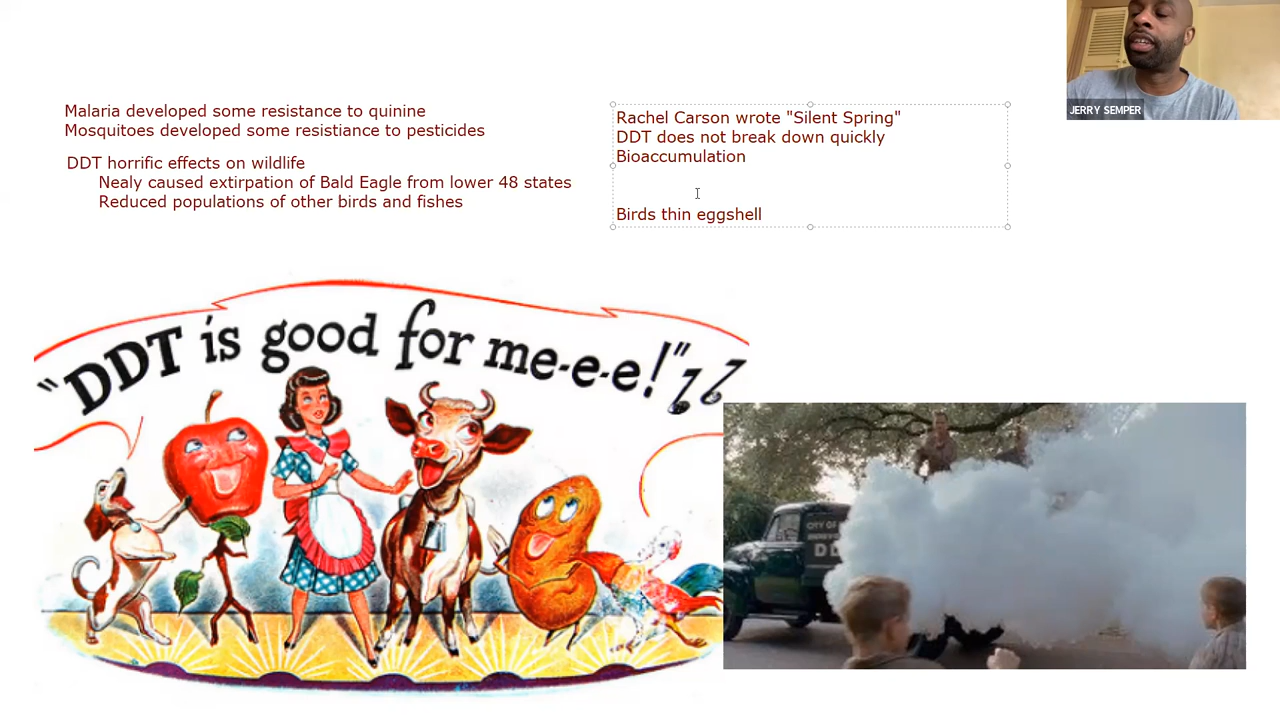 Malaria developed some resistance to quinine
Mosquitoes developed some resistiance to pesticides
DDT horrific effects on wildlife
Nealy caused extirpation of Bald Eagle from lower 48 states
Reduced populations of other birds and fishes
Rachel Carson wrote "Silent Spring"
DDT does not break down quickly
Bioaccumulation
Birds thin eggshell
JERRY SEMPER
"DDT is good for me-e-e!"
CITY OF